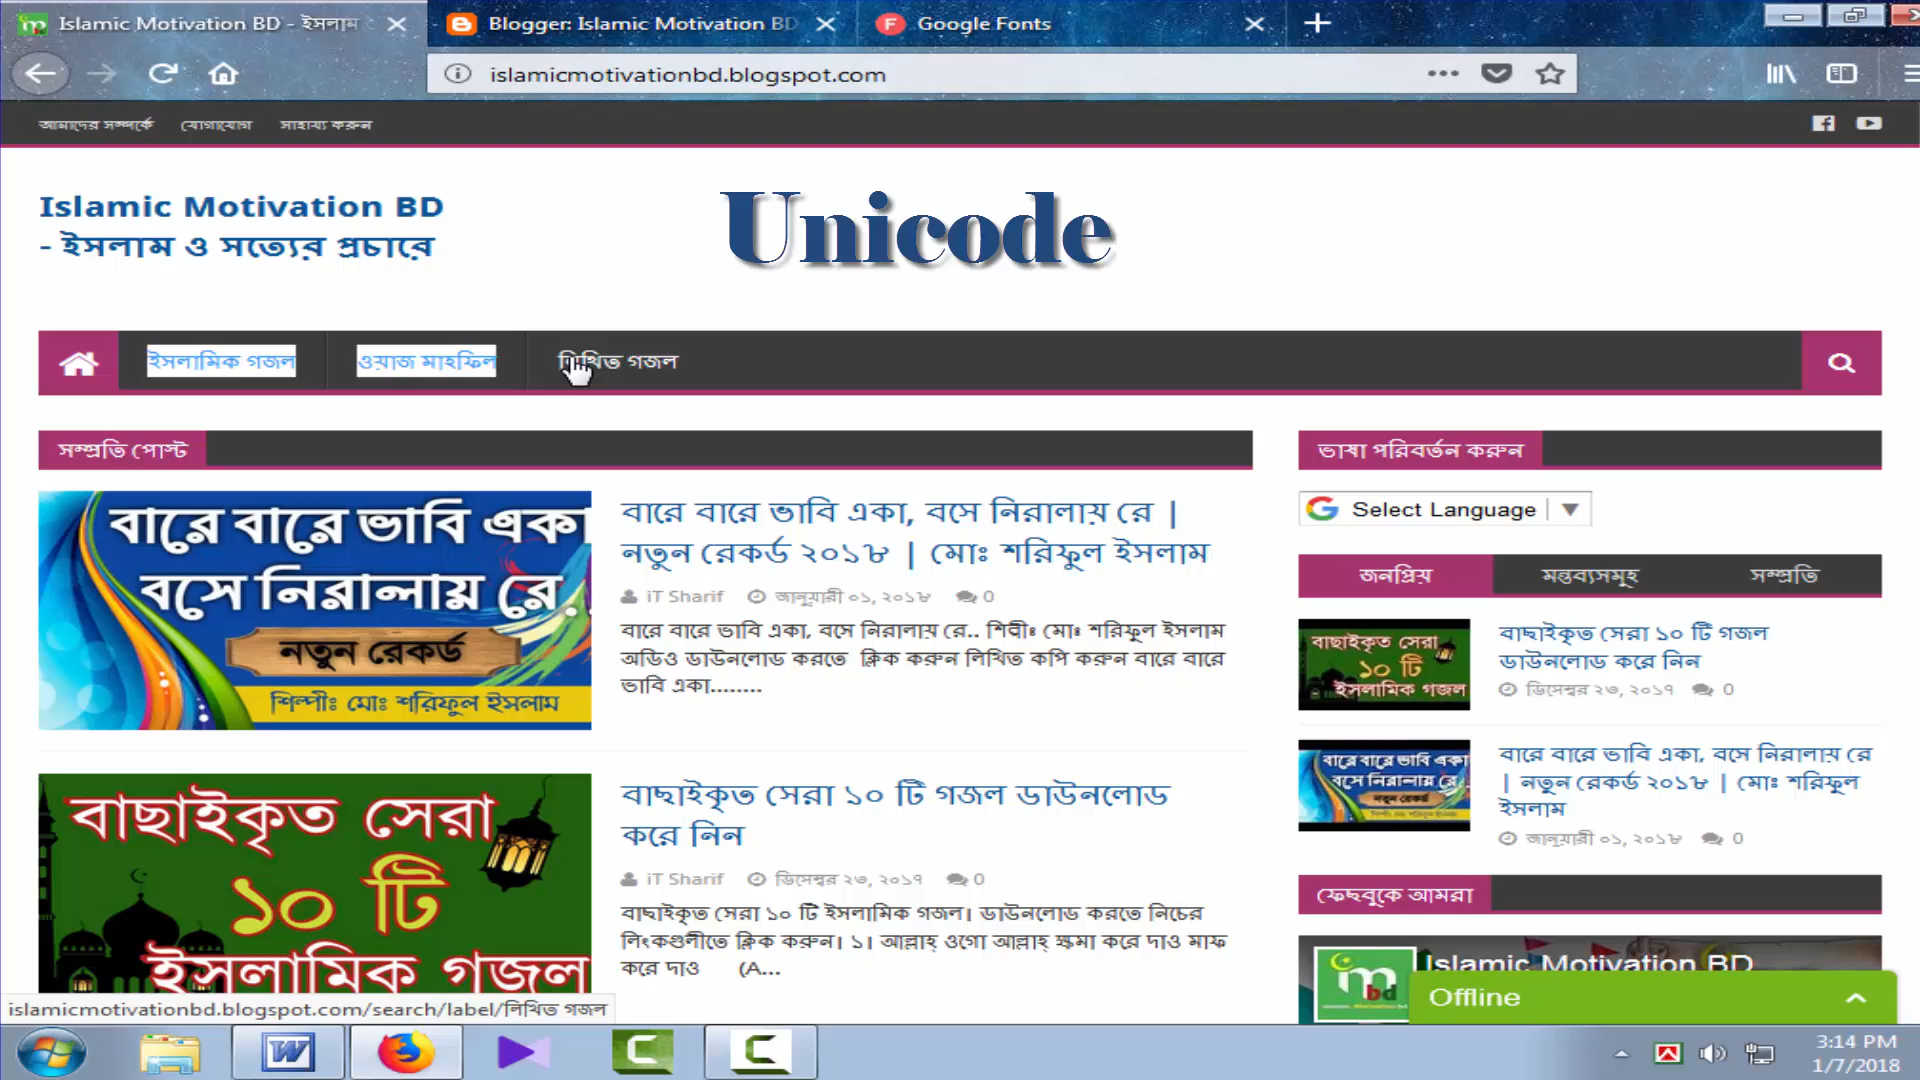 Islamic Motivation BD - ইসলাম
Blogger: Islamic Motivation BD
Google Fonts
islamicmotivationbd.blogspot.com
আমাদের সম্পর্কে যোগাযোগ সাহায্য করুন
Islamic Motivation BD
- ইসলাম ও সত্যের প্রচারে
Unicode
ইসলামিক গজল ওয়াজ মাহফিল লিখিত গজল
সম্প্রতি পোস্ট
বারে বারে ভাবি একা
বসে নিরালায় রে
নতুন রেকর্ড
শিল্পীঃ মোঃ শরিফুল ইসলাম
বারে বারে ভাবি একা, বসে নিরালায় রে |
নতুন রেকর্ড ২০১৮ | মোঃ শরিফুল ইসলাম
iT Sharif জানুয়ারী ০১, ২০১৮ 0
বারে বারে ভাবি একা, বসে নিরালায় রে.. শিল্পীঃ মোঃ শরিফুল ইসলাম
অডিও ডাউনলোড করতে ক্লিক করুন লিখিত কপি করুন বারে বারে
ভাবি একা........
বাছাইকৃত সেরা
১০ টি
ইসলামিক গজল
বাছাইকৃত সেরা ১০ টি গজল ডাউনলোড
করে নিন
iT Sharif ডিসেম্বর ২৩, ২০১৭ 0
বাছাইকৃত সেরা ১০ টি ইসলামিক গজল। ডাউনলোড করতে নিচের
লিংকগুলীতে ক্লিক করুন। ১। আল্লাহ্ ওগো আল্লাহ্ ক্ষমা করে দাও মাফ
করে দাও (A...
ভাষা পরিবর্তন করুন
Select Language
জনপ্রিয় মন্তব্যসমূহ সম্প্রতি
বাছাইকৃত সেরা
১০ টি
ইসলামিক গজল
বাছাইকৃত সেরা ১০ টি গজল
ডাউনলোড করে নিন
ডিসেম্বর ২৩, ২০১৭ 0
বারে বারে ভাবি একা
বসে নিরালায় রে
নতুন রেকর্ড
বারে বারে ভাবি একা, বসে নিরালায় রে
| নতুন রেকর্ড ২০১৮ | মোঃ শরিফুল
ইসলাম
জানুয়ারী ০১, ২০১৮ 0
ফেছবুকে আমরা
Islamic Motivation BD
Offline
islamicmotivationbd.blogspot.com/search/label/লিখিত গজল
3:14 PM
1/7/2018